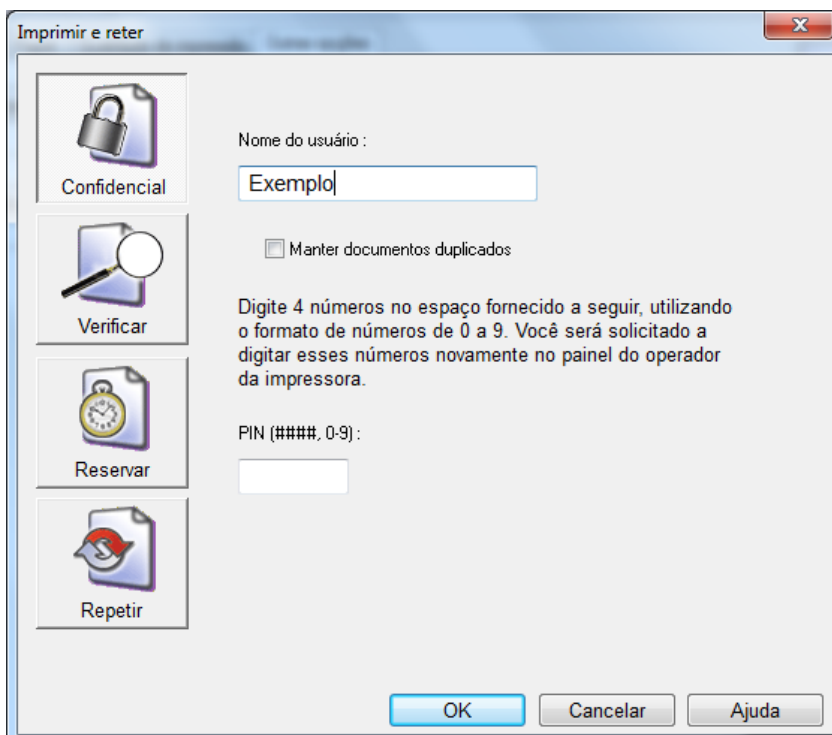 Imprimir e reter
Confidencial
Verificar
Reservar
Repetir
Nome do usuário :
Exemplo
Manter documentos duplicados
Digite 4 números no espaço fornecido a seguir, utilizando
o formato de números de 0 a 9. Você será solicitado a
digitar esses números novamente no painel do operador
da impressora.
PIN (####, 0-9) :
OK
Cancelar
Ajuda